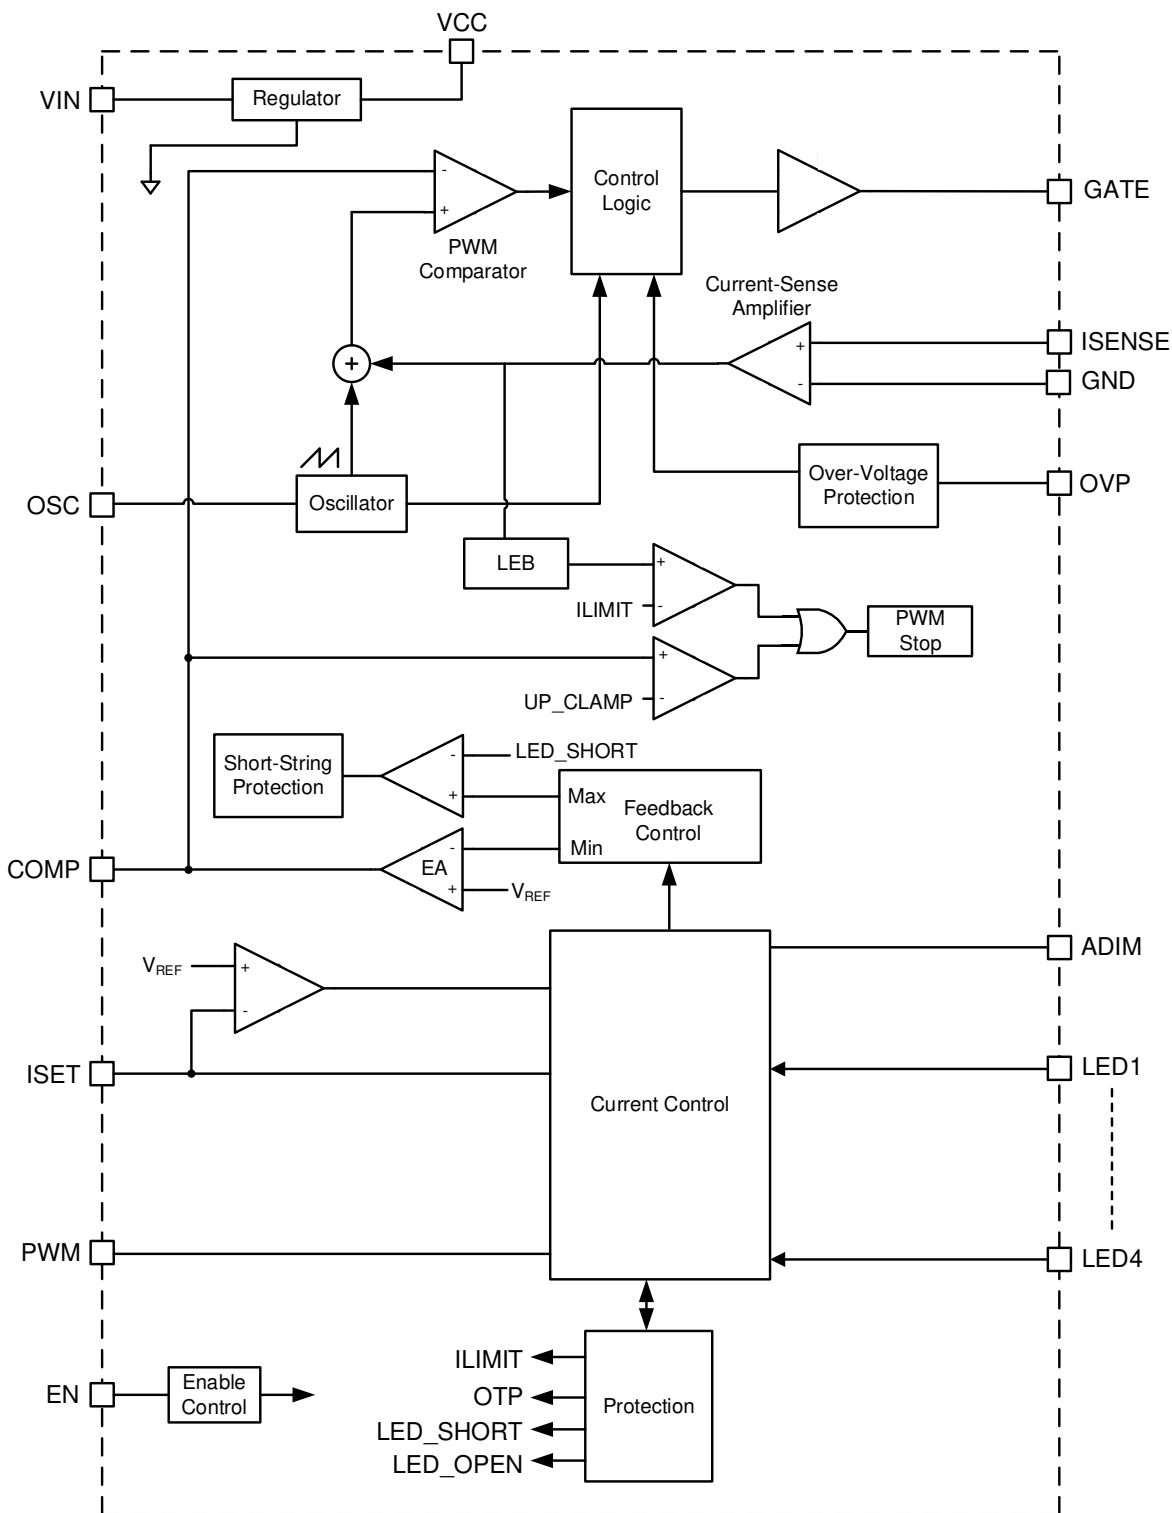 VCC
VIN
Regulator
-
+
PWM
Comparator
Control
Logic
GATE
Current-Sense
Amplifier
+
-
ISENSE
GND
+
OSC
Oscillator
Over-Voltage
Protection
OVP
LEB
+
-
ILIMIT
PWM
Stop
+
-
UP_CLAMP
Short-String
Protection
-
+
LED_SHORT
Max
Min
Feedback
Control
COMP
EA
-
+
VREF
VREF
+
-
ISET
Current Control
ADIM
LED1
PWM
LED4
EN
Enable
Control
ILIMIT
OTP
LED_SHORT
LED_OPEN
Protection